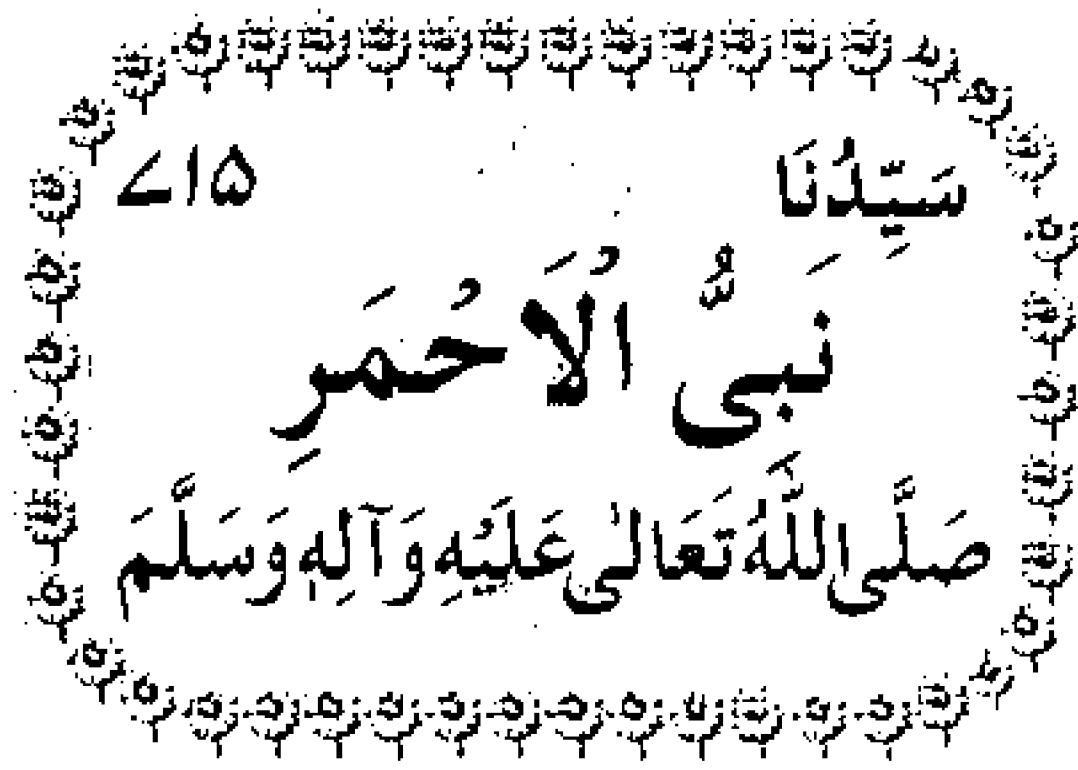 سَیِّدُنَا ۷۱۵
نَبِیُّ الْاَحْمَرِ
صَلَّی اللّٰهُ تَعَالٰی عَلَیْهِ وَآلِهٖ وَسَلَّمَ